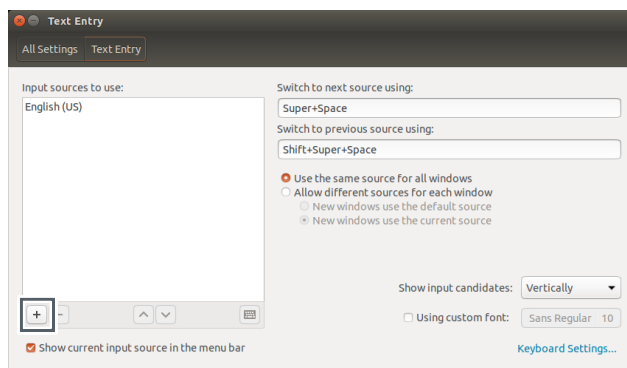 Text Entry
All Settings Text Entry
Input sources to use:
English (US)
+ -
Show current input source in the menu bar
Switch to next source using:
Super+Space
Switch to previous source using:
Shift+Super+Space
Use the same source for all windows
Allow different sources for each window
New windows use the default source
New windows use the current source
Show input candidates: Vertically
Using custom font: Sans Regular 10
Keyboard Settings...